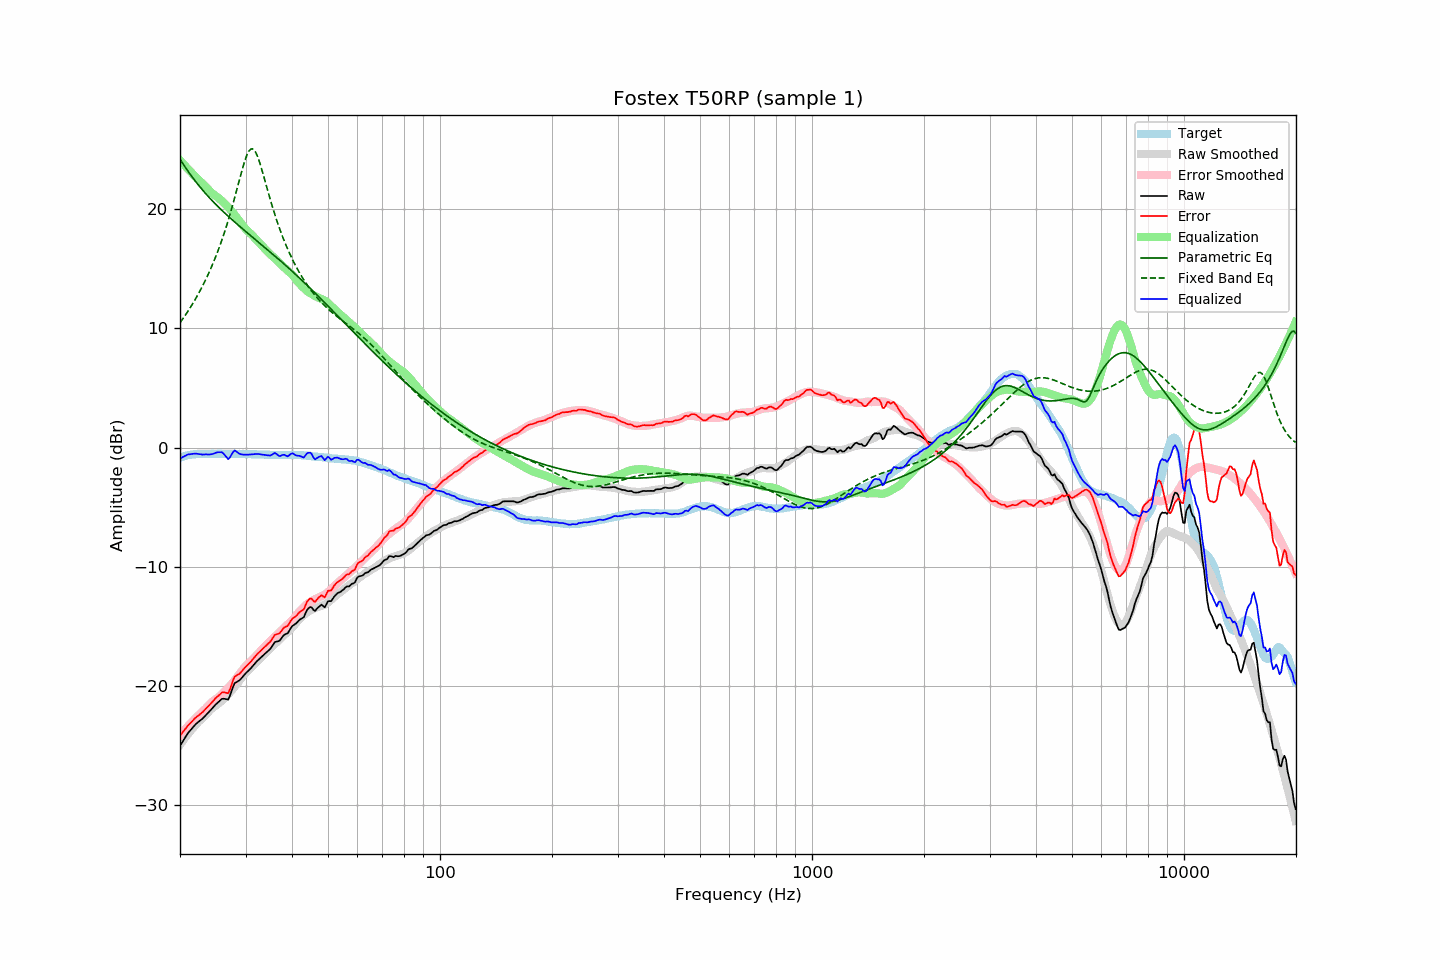 Fostex T50RP (sample 1)
Target
Raw Smoothed
Error Smoothed
Raw
Error
Equalization
Parametric Eq
Fixed Band Eq
Equalized
20
10
0
−10
−20
−30
Amplitude (dBr)
100
1000
10000
Frequency (Hz)